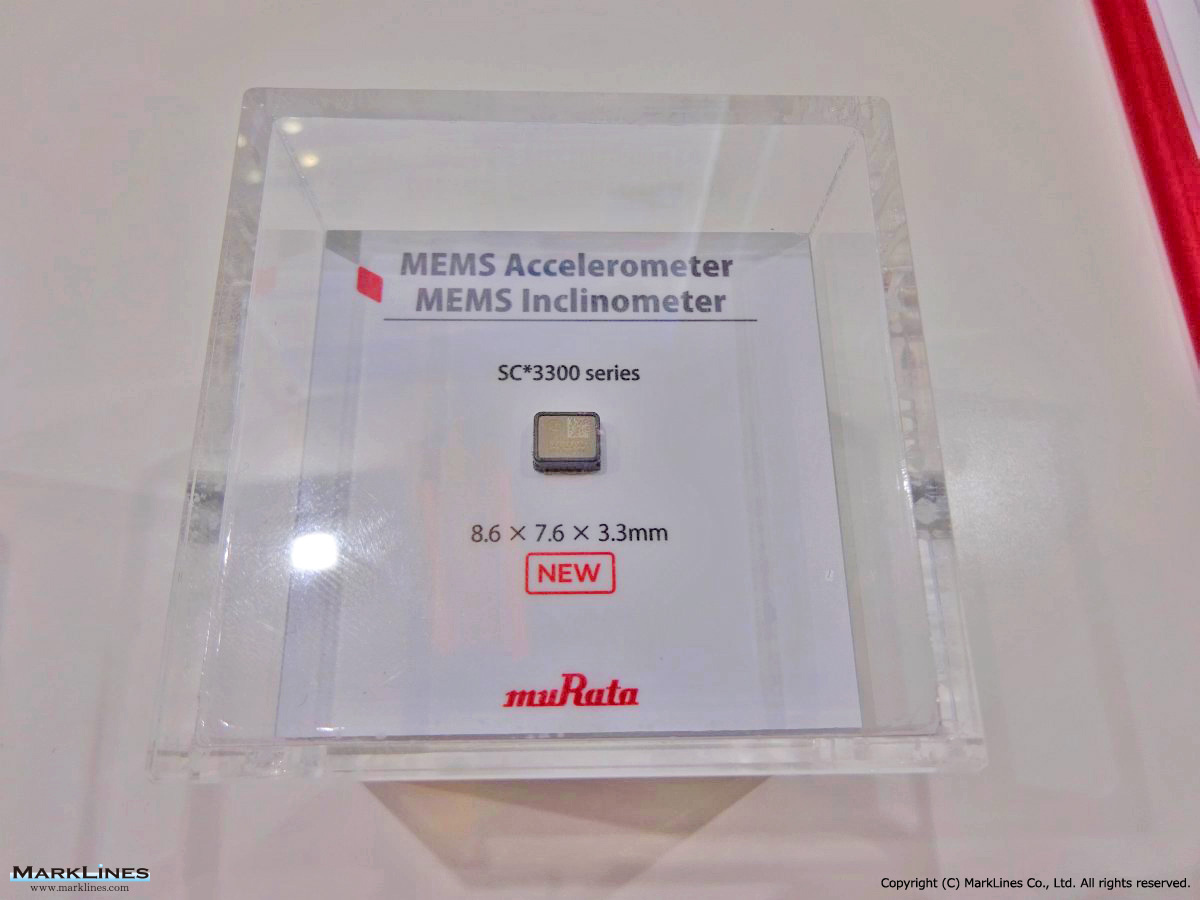 MEMS Accelerometer
MEMS Inclinometer
SC*3300 series
8.6 × 7.6 × 3.3mm
NEW
muRata
MARKLINES
www.marklines.com
Copyright (C) MarkLines Co., Ltd. All rights reserved.